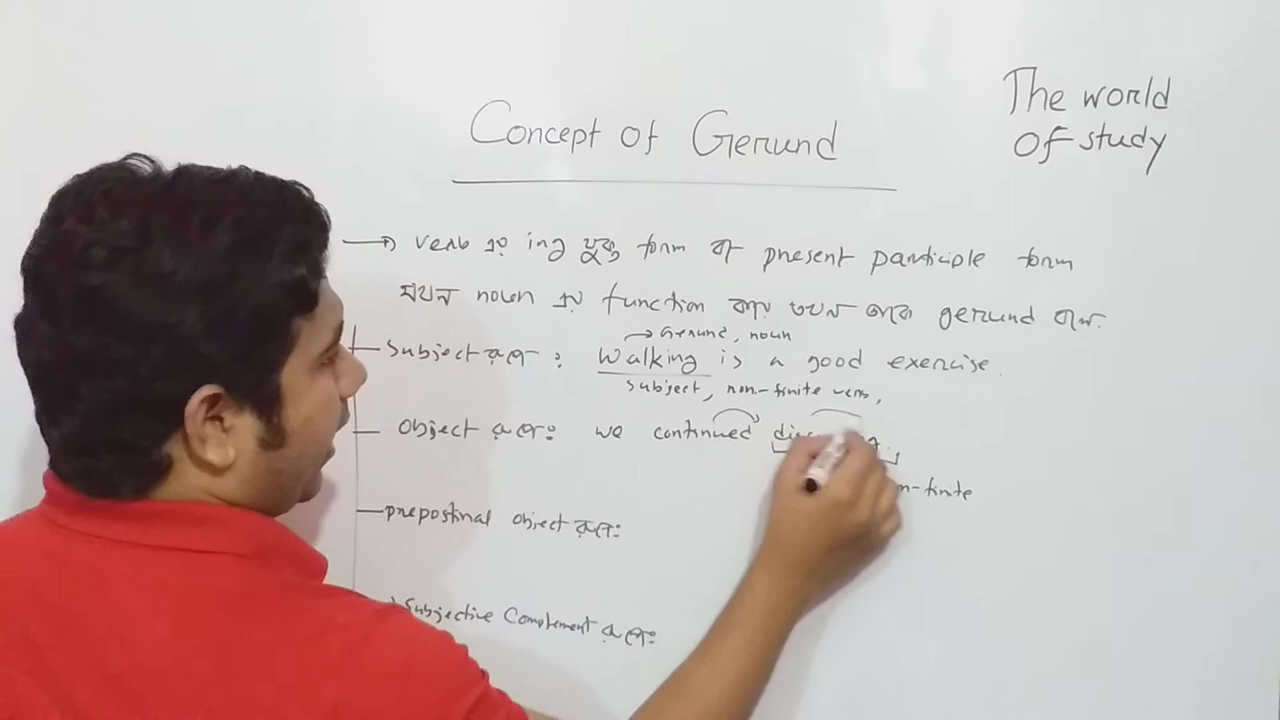 The world
of study
Concept of Gerund
→ verb এর ing যুক্ত form বা present participle form
যখন noun এর function করে তখন তাকে gerund বলে.
→ Gerund, noun
Subject রূপে : Walking is a good exercise.
subject, non-finite verb,
Object রূপে: we continued
n-finite
prepostinal object রূপে:
Subjective Complement রূপে: